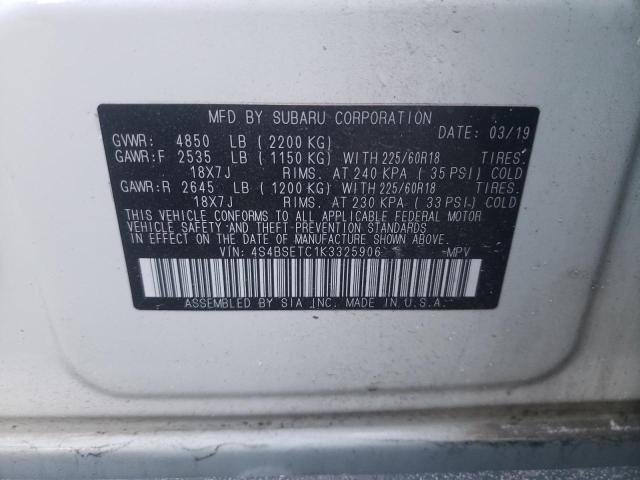 MFD BY SUBARU CORPORATION
GVWR: 4850 LB ( 2200 KG) DATE: 03/19
GAWR:F 2535 LB ( 1150 KG) WITH 225/60R18 TIRES.
18X7J RIMS. AT 240 KPA ( 35 PSI) COLD
GAWR:R 2645 LB ( 1200 KG) WITH 225/60R18 TIRES.
18X7J RIMS. AT 230 KPA ( 33 PSI) COLD
THIS VEHICLE CONFORMS TO ALL APPLICABLE FEDERAL MOTOR
VEHICLE SAFETY AND THEFT PREVENTION STANDARDS IN EFFECT ON THE
DATE OF MANUFACTURE SHOWN ABOVE.
VIN: 4S4BSETC1K3325906 MPV
ASSEMBLED BY SIA INC. MADE IN U.S.A.